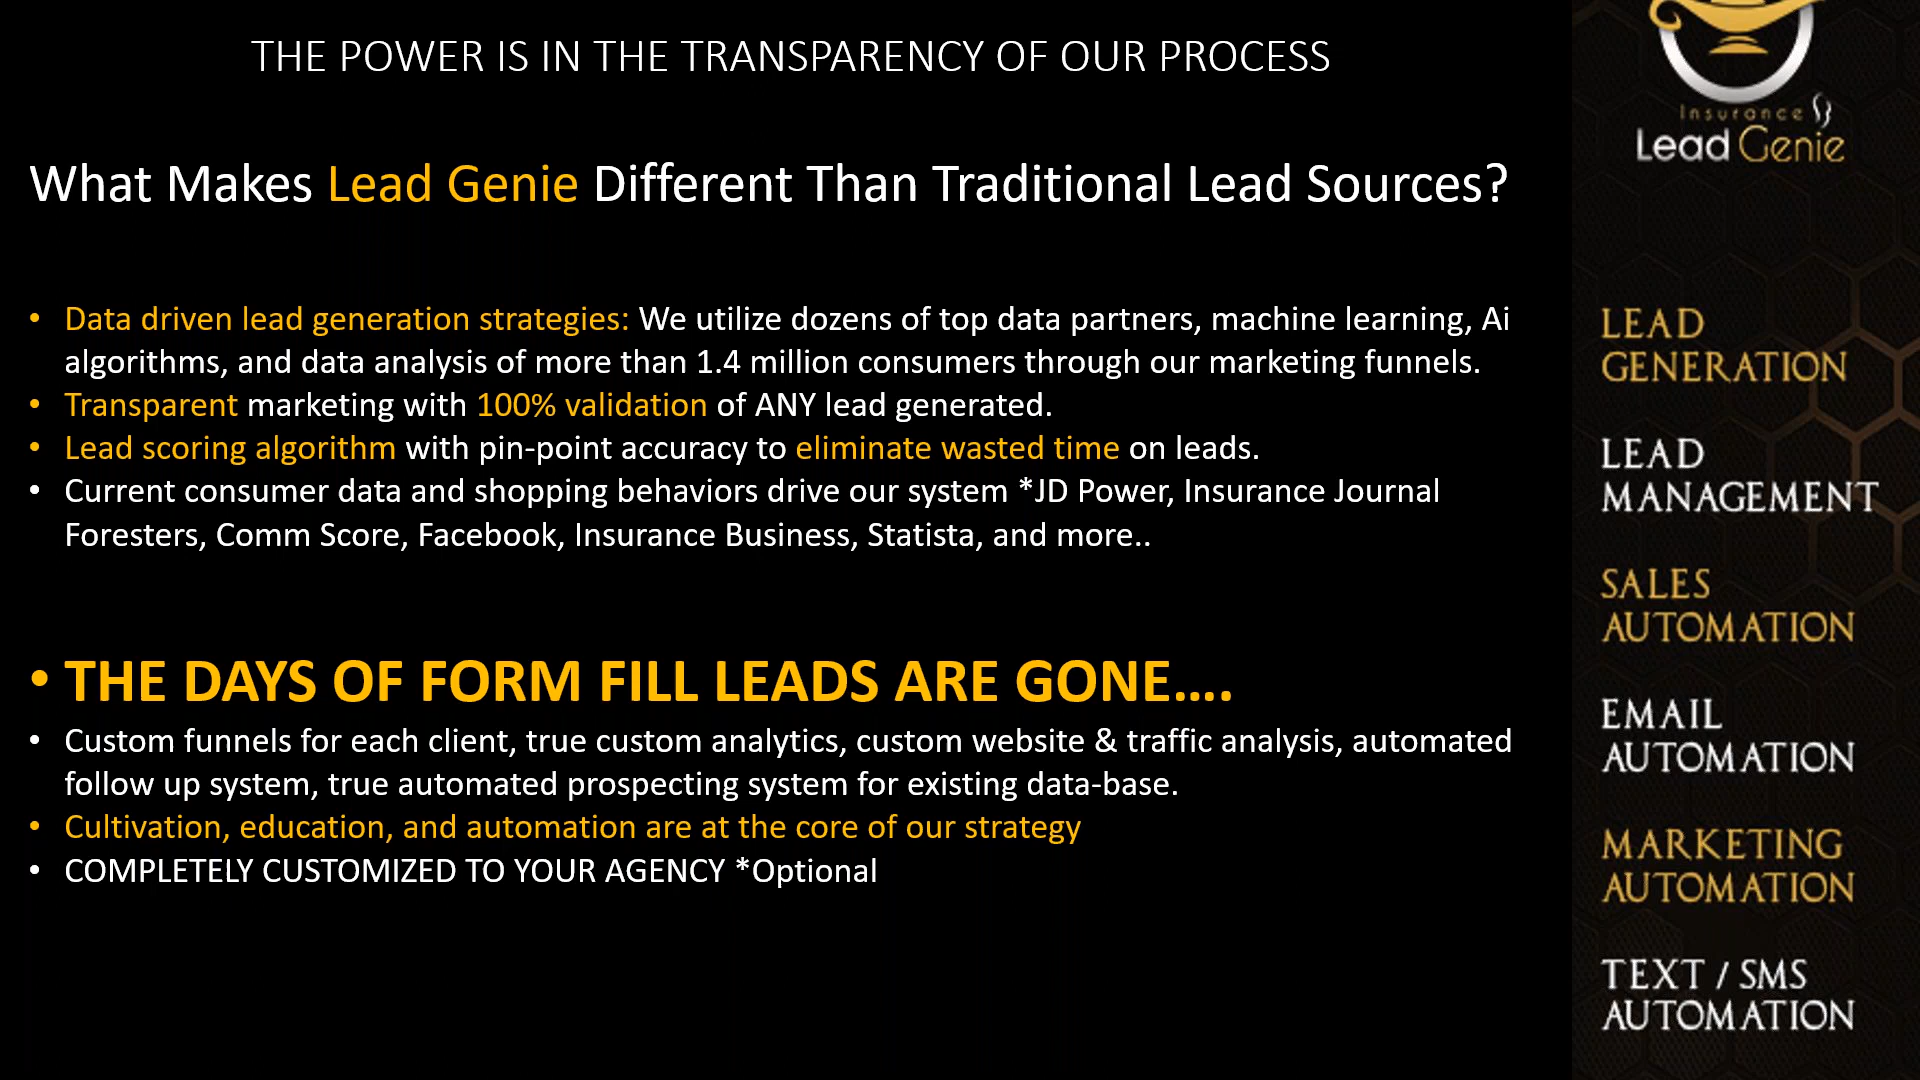 THE POWER IS IN THE TRANSPARENCY OF OUR PROCESS
What Makes Lead Genie Different Than Traditional Lead Sources?
• Data driven lead generation strategies: We utilize dozens of top data partners, machine learning, Ai
algorithms, and data analysis of more than 1.4 million consumers through our marketing funnels.
• Transparent marketing with 100% validation of ANY lead generated.
• Lead scoring algorithm with pin-point accuracy to eliminate wasted time on leads.
• Current consumer data and shopping behaviors drive our system *JD Power, Insurance Journal
Foresters, Comm Score, Facebook, Insurance Business, Statista, and more..
• THE DAYS OF FORM FILL LEADS ARE GONE....
• Custom funnels for each client, true custom analytics, custom website & traffic analysis, automated
follow up system, true automated prospecting system for existing data-base.
• Cultivation, education, and automation are at the core of our strategy
• COMPLETELY CUSTOMIZED TO YOUR AGENCY *Optional
Insurance
Lead Genie
LEAD
GENERATION
LEAD
MANAGEMENT
SALES
AUTOMATION
EMAIL
AUTOMATION
MARKETING
AUTOMATION
TEXT / SMS
AUTOMATION